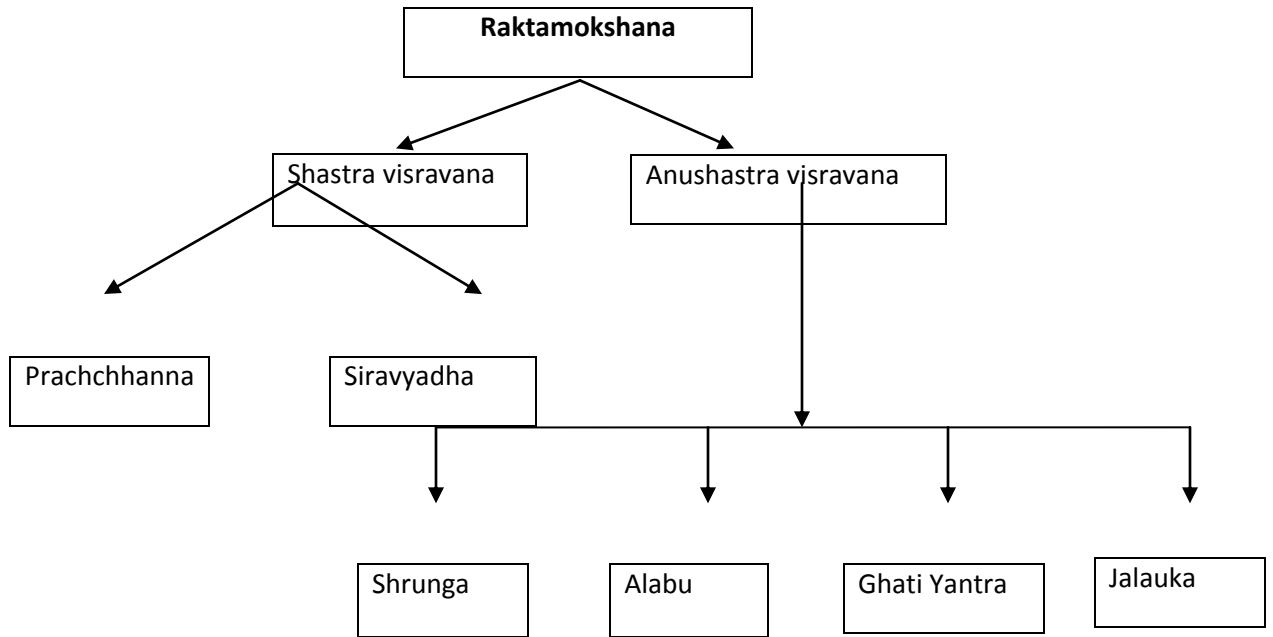 Raktamokshana
Shastra visravana
Anushastra visravana
Prachchhanna
Siravyadha
Shrunga
Alabu
Ghati Yantra
Jalauka